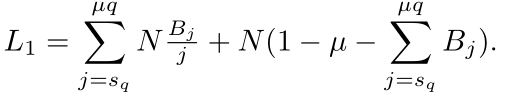 $L_1 = \sum_{j=s_q}^{\mu q} N \frac{B_j}{j} + N(1 - \mu - \sum_{j=s_q}^{\mu q} B_j).$